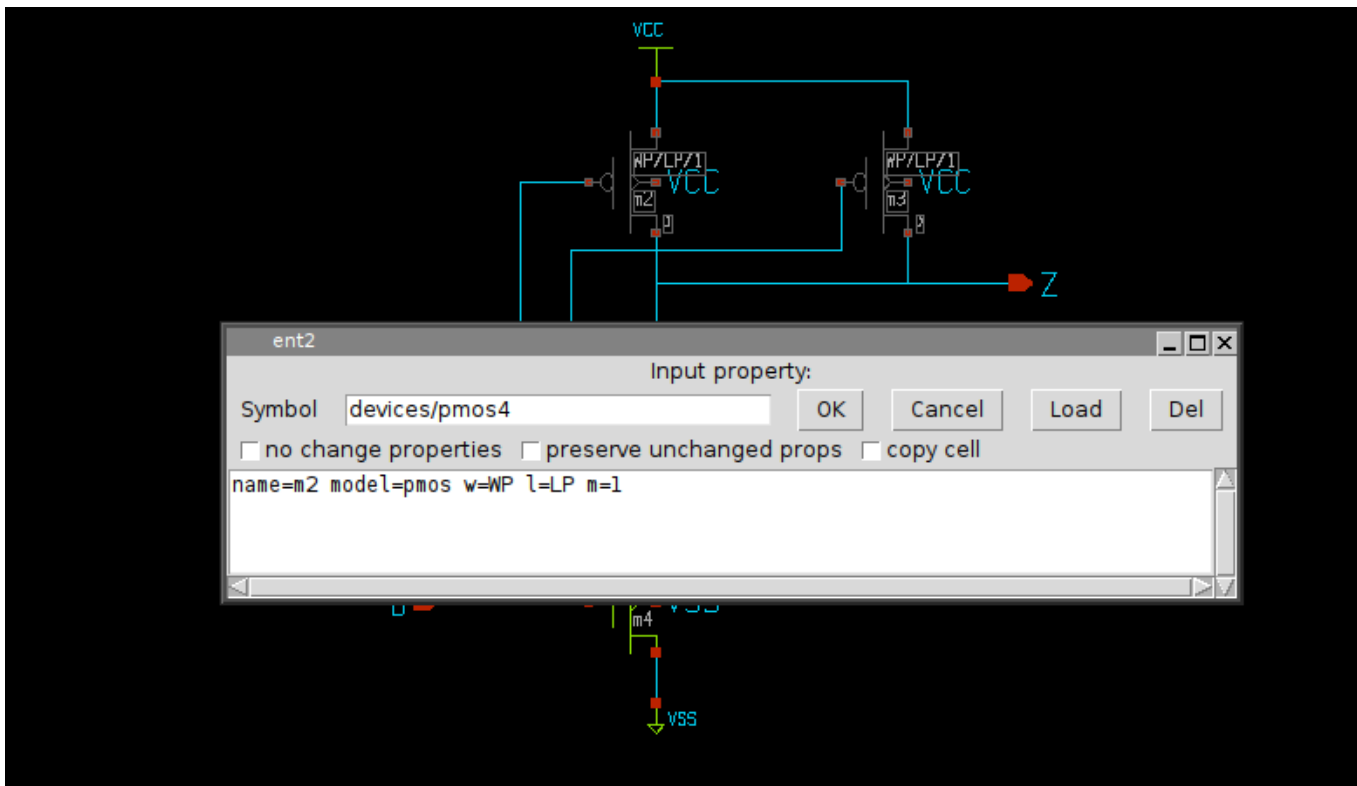 VCC
WP/LP/1 WP/LP/1
VCC VCC
m2 m3
Z
ent2
Input property:
Symbol devices/pmos4 OK Cancel Load Del
no change properties preserve unchanged props copy cell
name=m2 model=pmos w=WP l=LP m=1
VSS
m4
VSS